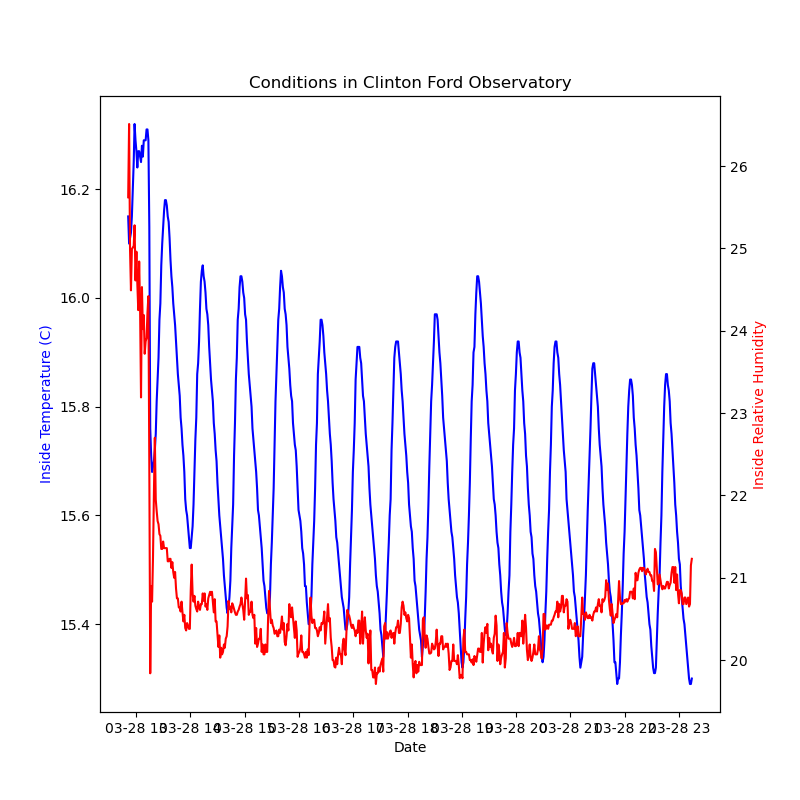 Conditions in Clinton Ford Observatory
Inside Temperature (C)
16.2
16.0
15.8
15.6
15.4
26
25
24
23
22
21
20
Inside Relative Humidity
03-28 13 03-28 14 03-28 15 03-28 16 03-28 17 03-28 18 03-28 19 03-28 20 03-28 21 03-28 22 03-28 23
Date